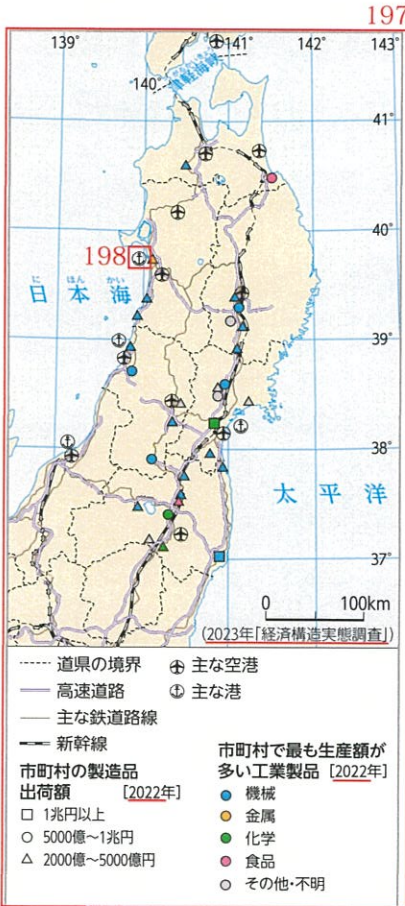 197
139°
140
141°
142°
143°
津軽海峡
41°
40°
198
に ほん かい
日本海
39°
38°
太平洋
37°
0 100km
(2023年「経済構造実態調査」)
道県の境界
主な空港
高速道路
主な港
主な鉄道路線
新幹線
市町村の製造品
出荷額 [2022年]
1兆円以上
5000億~1兆円
2000億~5000億円
市町村で最も生産額が
多い工業製品 [2022年]
機械
金属
化学
食品
その他・不明